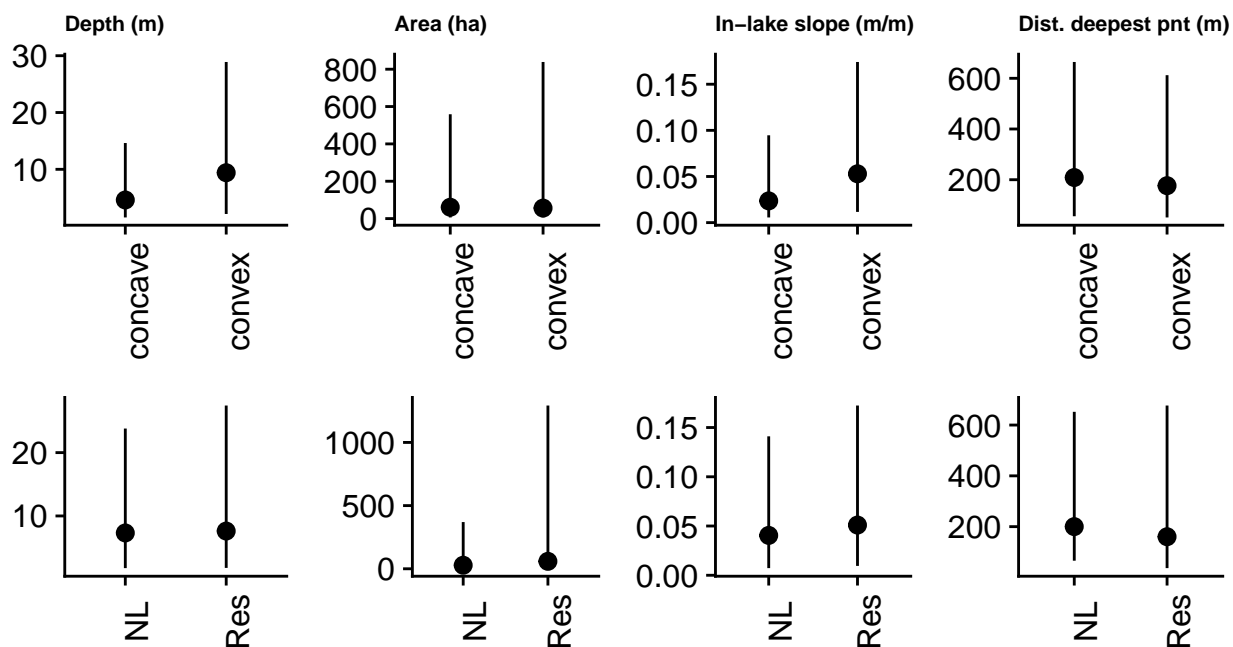 Depth (m)
30
20
10
concave
convex
Area (ha)
800
600
400
200
0
concave
convex
In−lake slope (m/m)
0.15
0.10
0.05
0.00
concave
convex
Dist. deepest pnt (m)
600
400
200
concave
convex
20
10
NL
Res
1000
500
0
NL
Res
0.15
0.10
0.05
0.00
NL
Res
600
400
200
NL
Res